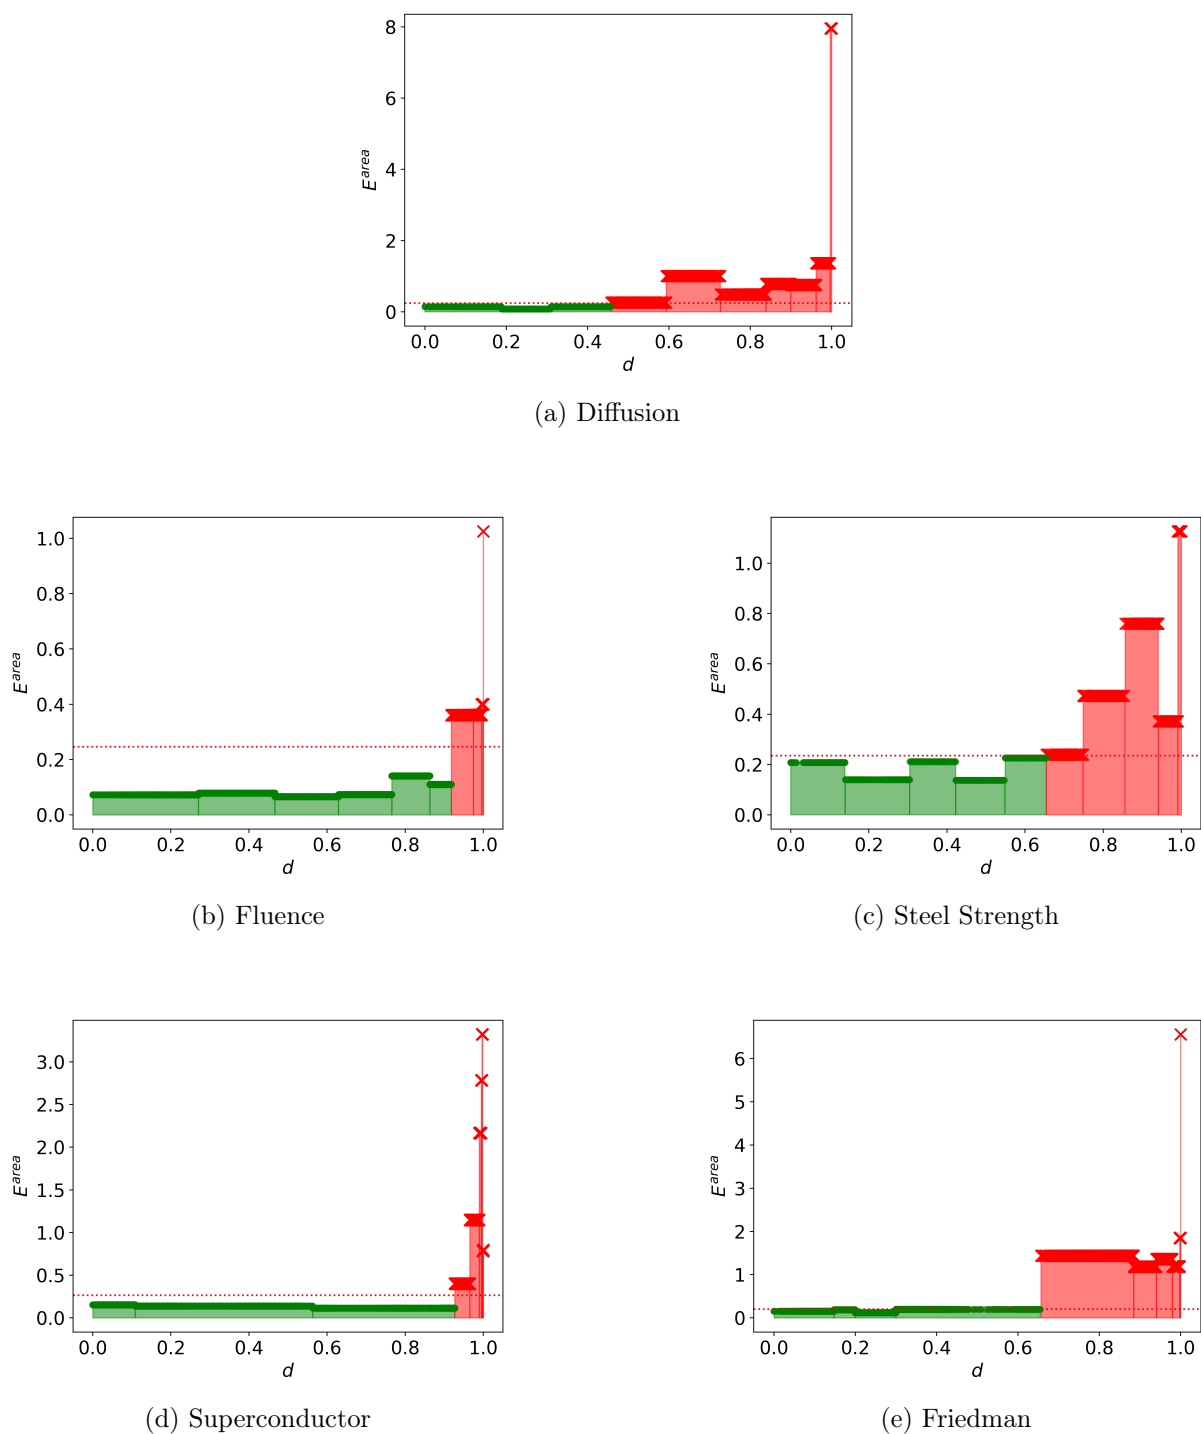 8
6
4
2
0
E^area
0.0 0.2 0.4 0.6 0.8 1.0
d
(a) Diffusion
1.0
0.8
0.6
0.4
0.2
0.0
E^area
0.0 0.2 0.4 0.6 0.8 1.0
d
(b) Fluence
1.0
0.8
0.6
0.4
0.2
0.0
E^area
0.0 0.2 0.4 0.6 0.8 1.0
d
(c) Steel Strength
3.0
2.5
2.0
1.5
1.0
0.5
0.0
E^area
0.0 0.2 0.4 0.6 0.8 1.0
d
(d) Superconductor
6
5
4
3
2
1
0
E^area
0.0 0.2 0.4 0.6 0.8 1.0
d
(e) Friedman